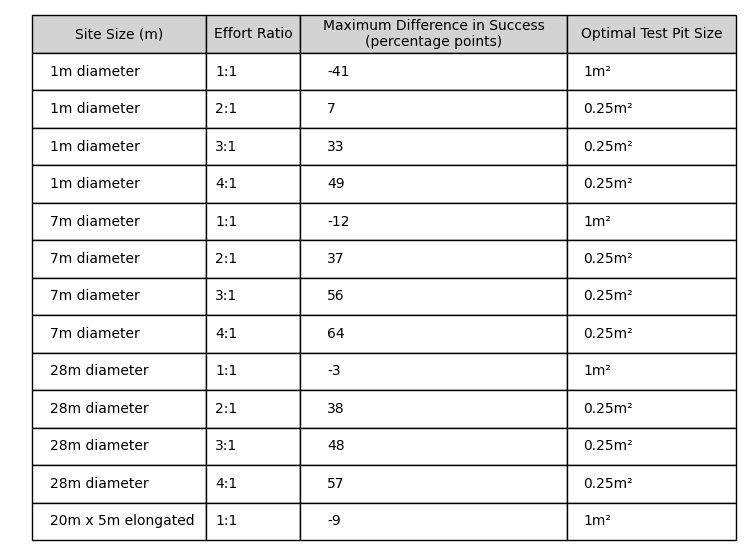 Site Size (m) Effort Ratio Maximum Difference in Success (percentage points) Optimal Test Pit Size
1m diameter 1:1 -41 1m²
1m diameter 2:1 7 0.25m²
1m diameter 3:1 33 0.25m²
1m diameter 4:1 49 0.25m²
7m diameter 1:1 -12 1m²
7m diameter 2:1 37 0.25m²
7m diameter 3:1 56 0.25m²
7m diameter 4:1 64 0.25m²
28m diameter 1:1 -3 1m²
28m diameter 2:1 38 0.25m²
28m diameter 3:1 48 0.25m²
28m diameter 4:1 57 0.25m²
20m x 5m elongated 1:1 -9 1m²